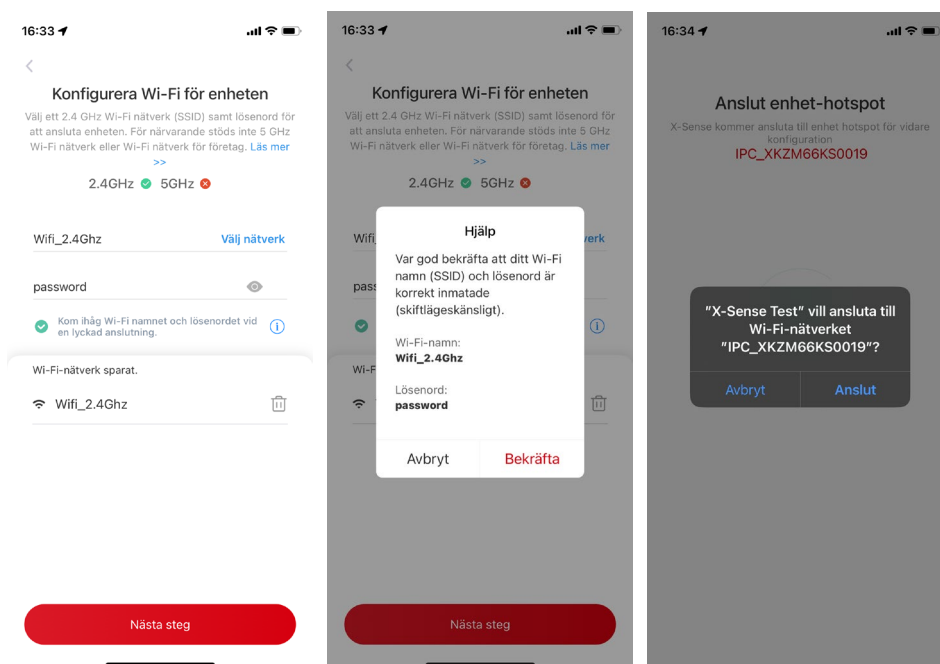 16:33
Konfigurera Wi-Fi för enheten
Välj ett 2.4 GHz Wi-Fi nätverk (SSID) samt lösenord för
att ansluta enheten. För närvarande stöds inte 5 GHz
Wi-Fi nätverk eller Wi-Fi nätverk för företag. Läs mer
>>
2.4GHz 5GHz
Wifi_2.4Ghz Välj nätverk
password
Kom ihåg Wi-Fi namnet och lösenordet vid
en lyckad anslutning.
Wi-Fi-nätverk sparat.
Wifi_2.4Ghz
Nästa steg
16:33
Konfigurera Wi-Fi för enheten
Välj ett 2.4 GHz Wi-Fi nätverk (SSID) samt lösenord för
att ansluta enheten. För närvarande stöds inte 5 GHz
Wi-Fi nätverk eller Wi-Fi nätverk för företag. Läs mer
>>
2.4GHz 5GHz
Wifi verk
pass
Wi-F
Hjälp
Var god bekräfta att ditt Wi-Fi
namn (SSID) och lösenord är
korrekt inmatade
(skiftlägeskänsligt).
Wi-Fi-namn:
Wifi_2.4Ghz
Lösenord:
password
Avbryt Bekräfta
Nästa steg
16:34
Anslut enhet-hotspot
X-Sense kommer ansluta till enhet hotspot för vidare
konfiguration
IPC_XKZM66KS0019
"X-Sense Test" vill ansluta till
Wi-Fi-nätverket
"IPC_XKZM66KS0019"?
Avbryt Anslut